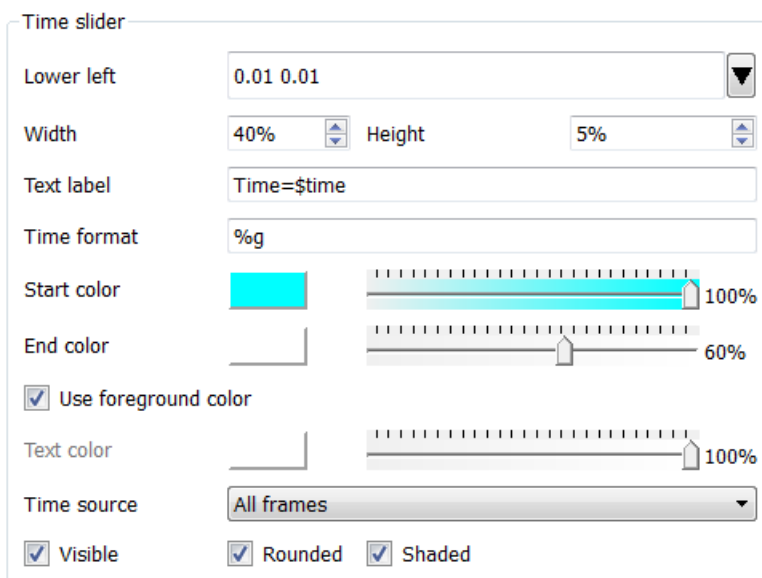 Time slider
Lower left 0.01 0.01
Width 40% Height 5%
Text label Time=$time
Time format %g
Start color 100%
End color 60%
Use foreground color
Text color 100%
Time source All frames
Visible Rounded Shaded